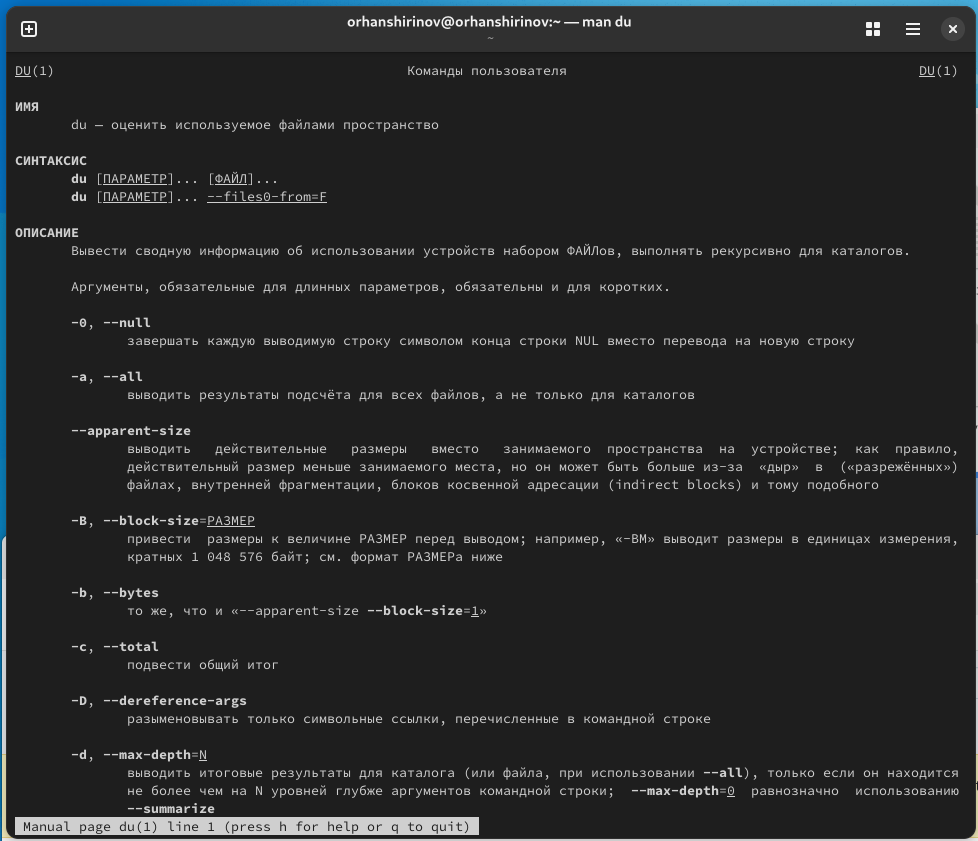 orhanshirinov@orhanshirinov:~ — man du
~
DU(1) Команды пользователя DU(1)
ИМЯ
du — оценить используемое файлами пространство
СИНТАКСИС
du [ПАРАМЕТР]... [ФАЙЛ]...
du [ПАРАМЕТР]... --files0-from=F
ОПИСАНИЕ
Вывести сводную информацию об использовании устройств набором ФАЙЛов, выполнять рекурсивно для каталогов.
Аргументы, обязательные для длинных параметров, обязательны и для коротких.
-0, --null
завершать каждую выводимую строку символом конца строки NUL вместо перевода на новую строку
-a, --all
выводить результаты подсчёта для всех файлов, а не только для каталогов
--apparent-size
выводить действительные размеры вместо занимаемого пространства на устройстве; как правило,
действительный размер меньше занимаемого места, но он может быть больше из-за «дыр» в («разрежённых»)
файлах, внутренней фрагментации, блоков косвенной адресации (indirect blocks) и тому подобного
-B, --block-size=РАЗМЕР
привести размеры к величине РАЗМЕР перед выводом; например, «-BM» выводит размеры в единицах измерения,
кратных 1 048 576 байт; см. формат РАЗМЕРа ниже
-b, --bytes
то же, что и «--apparent-size --block-size=1»
-c, --total
подвести общий итог
-D, --dereference-args
разыменовывать только символьные ссылки, перечисленные в командной строке
-d, --max-depth=N
выводить итоговые результаты для каталога (или файла, при использовании --all), только если он находится
не более чем на N уровней глубже аргументов командной строки; --max-depth=0 равнозначно использованию
--summarize
Manual page du(1) line 1 (press h for help or q to quit)